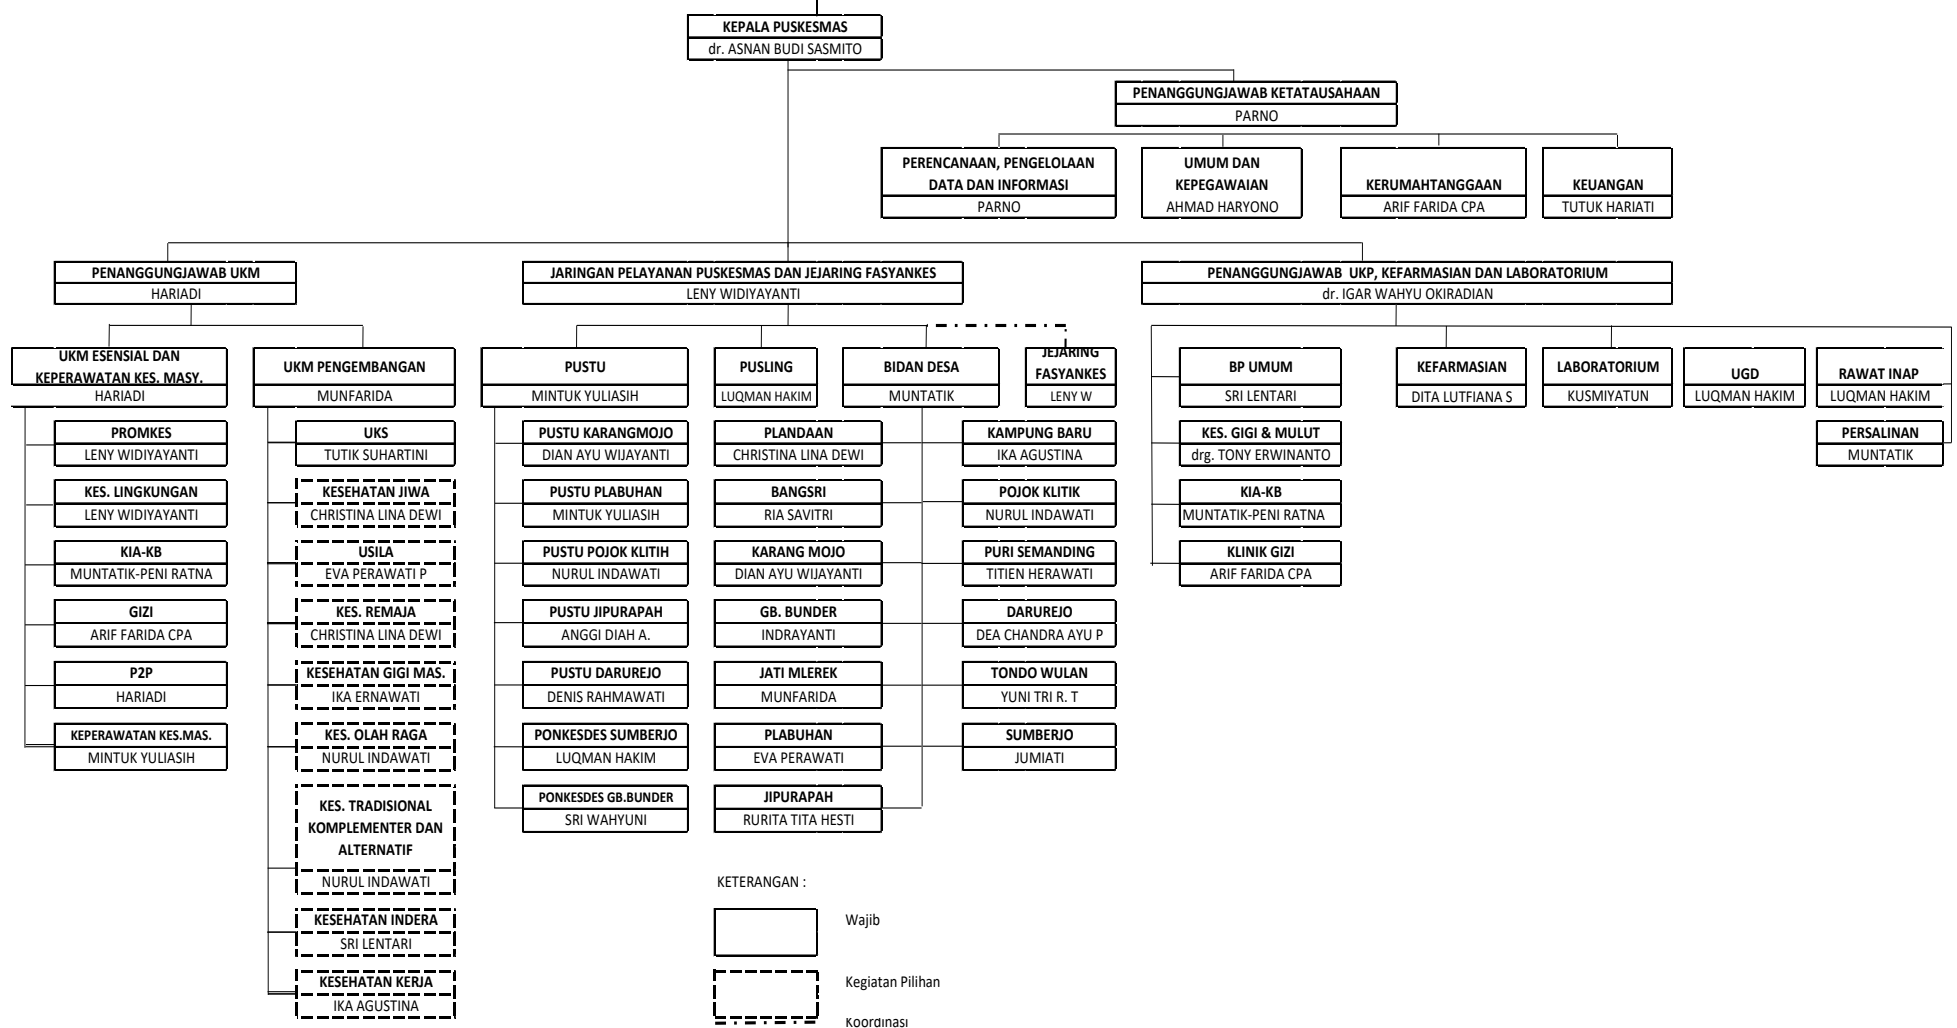 KEPALA PUSKESMAS
dr. ASNAN BUDI SASMITO
PENANGGUNGJAWAB KETATAUSAHAAN
PARNO
PERENCANAAN, PENGELOLAAN
DATA DAN INFORMASI
PARNO
UMUM DAN
KEPEGAWAIAN
AHMAD HARYONO
KERUMAHTANGGAAN
ARIF FARIDA CPA
KEUANGAN
TUTUK HARIATI
PENANGGUNGJAWAB UKM
HARIADI
JARINGAN PELAYANAN PUSKESMAS DAN JEJARING FASYANKES
LENY WIDIYAYANTI
PENANGGUNGJAWAB UKP, KEFARMASIAN DAN LABORATORIUM
dr. IGAR WAHYU OKIRADIAN
UKM ESENSIAL DAN
KEPERAWATAN KES. MASY.
HARIADI
PROMKES
LENY WIDIYAYANTI
KES. LINGKUNGAN
LENY WIDIYAYANTI
KIA-KB
MUNTATIK-PENI RATNA
GIZI
ARIF FARIDA CPA
P2P
HARIADI
KEPERAWATAN KES.MAS.
MINTUK YULIASIH
UKM PENGEMBANGAN
MUNFARIDA
UKS
TUTIK SUHARTINI
KESEHATAN JIWA
CHRISTINA LINA DEWI
USILA
EVA PERAWATI P
KES. REMAJA
CHRISTINA LINA DEWI
KESEHATAN GIGI MAS.
IKA ERNAWATI
KES. OLAH RAGA
NURUL INDAWATI
KES. TRADISIONAL
KOMPLEMENTER DAN
ALTERNATIF
NURUL INDAWATI
KESEHATAN INDERA
SRI LENTARI
KESEHATAN KERJA
IKA AGUSTINA
PUSTU
MINTUK YULIASIH
PUSTU KARANGMOJO
DIAN AYU WIJAYANTI
PUSTU PLABUHAN
MINTUK YULIASIH
PUSTU POJOK KLITIH
NURUL INDAWATI
PUSTU JIPURAPAH
ANGGI DIAH A.
PUSTU DARUREJO
DENIS RAHMAWATI
PONKESDES SUMBERJO
LUQMAN HAKIM
PONKESDES GB.BUNDER
SRI WAHYUNI
PUSLING
LUQMAN HAKIM
BIDAN DESA
MUNTATIK
JEJARING
FASYANKES
LENY W
PLANDAAN
CHRISTINA LINA DEWI
BANGSRI
RIA SAVITRI
KARANG MOJO
DIAN AYU WIJAYANTI
GB. BUNDER
INDRAYANTI
JATI MLEREK
MUNFARIDA
PLABUHAN
EVA PERAWATI
JIPURAPAH
RURITA TITA HESTI
KAMPUNG BARU
IKA AGUSTINA
POJOK KLITIK
NURUL INDAWATI
PURI SEMANDING
TITIEN HERAWATI
DARUREJO
DEA CHANDRA AYU P
TONDO WULAN
YUNI TRI R. T
SUMBERJO
JUMIATI
BP UMUM
SRI LENTARI
KES. GIGI & MULUT
drg. TONY ERWINANTO
KIA-KB
MUNTATIK-PENI RATNA
KLINIK GIZI
ARIF FARIDA CPA
KEFARMASIAN
DITA LUTFIANA S
LABORATORIUM
KUSMIYATUN
UGD
LUQMAN HAKIM
RAWAT INAP
LUQMAN HAKIM
PERSALINAN
MUNTATIK
KETERANGAN :
Wajib
Kegiatan Pilihan
Koordinasi